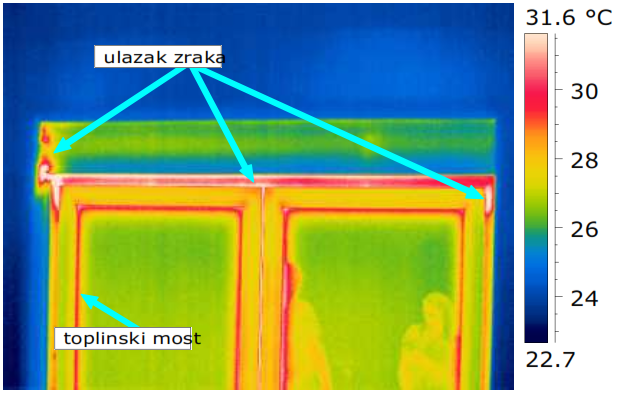 31.6 °C
ulazak zraka
30
28
26
24
toplinski most
22.7